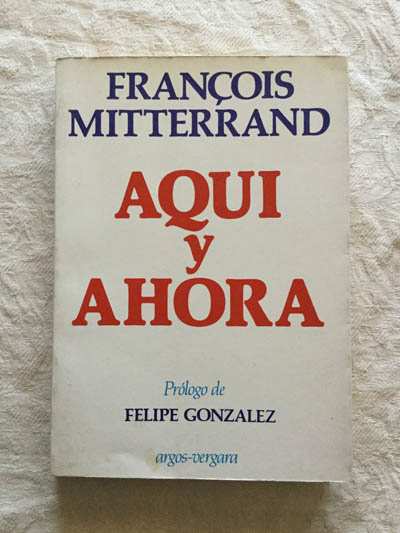 FRANÇOIS
MITTERRAND
AQUI
y
AHORA
Prólogo de
FELIPE GONZALEZ
argos-vergara